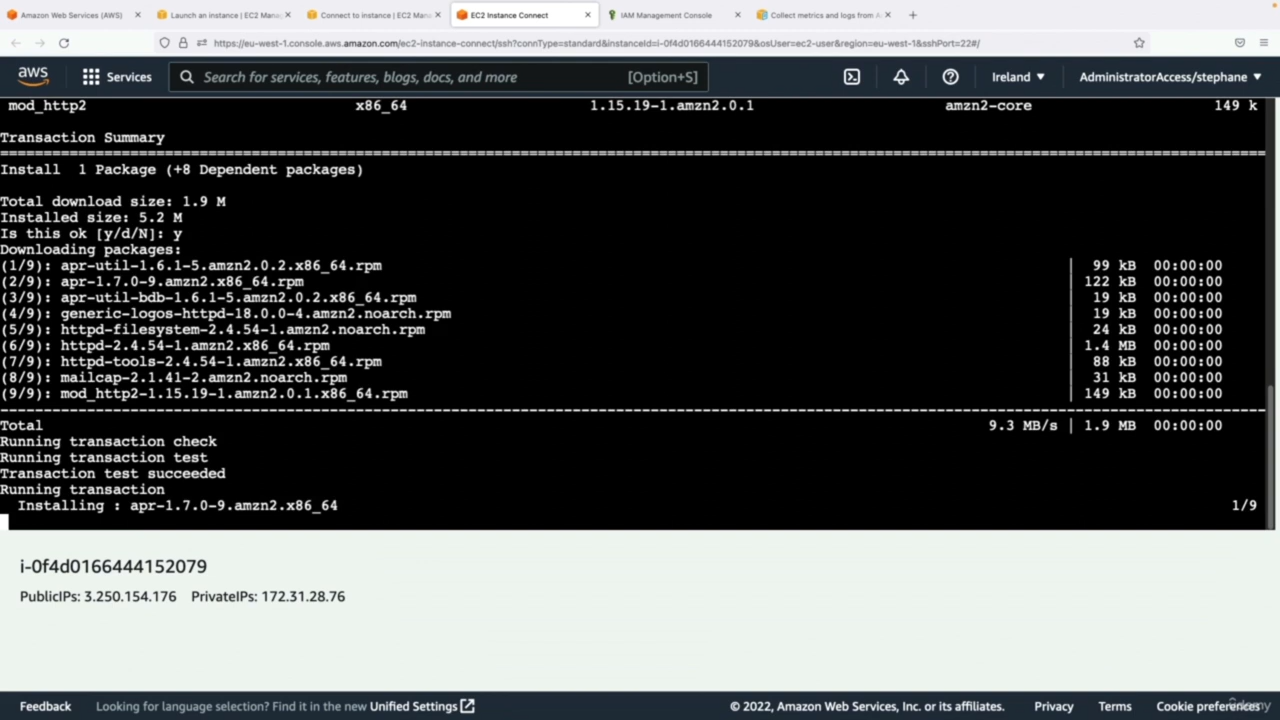 Amazon Web Services (AWS)
Launch an instance | EC2 Mana
Connect to instance | EC2 Man
EC2 Instance Connect
IAM Management Console
Collect metrics and logs from A
https://eu-west-1.console.aws.amazon.com/ec2-instance-connect/ssh?connType=standard&instanceId=i-0f4d0166444152079&osUser=ec2-user&region=eu-west-1&sshPort=22#/
aws
Services
Search for services, features, blogs, docs, and more
[Option+S]
Ireland
AdministratorAccess/stephane
mod_http2 x86_64 1.15.19-1.amzn2.0.1 amzn2-core 149 k
Transaction Summary
Install 1 Package (+8 Dependent packages)
Total download size: 1.9 M
Installed size: 5.2 M
Is this ok [y/d/N]: y
Downloading packages:
(1/9): apr-util-1.6.1-5.amzn2.0.2.x86_64.rpm | 99 kB 00:00:00
(2/9): apr-1.7.0-9.amzn2.x86_64.rpm | 122 kB 00:00:00
(3/9): apr-util-bdb-1.6.1-5.amzn2.0.2.x86_64.rpm | 19 kB 00:00:00
(4/9): generic-logos-httpd-18.0.0-4.amzn2.noarch.rpm | 19 kB 00:00:00
(5/9): httpd-filesystem-2.4.54-1.amzn2.noarch.rpm | 24 kB 00:00:00
(6/9): httpd-2.4.54-1.amzn2.x86_64.rpm | 1.4 MB 00:00:00
(7/9): httpd-tools-2.4.54-1.amzn2.x86_64.rpm | 88 kB 00:00:00
(8/9): mailcap-2.1.41-2.amzn2.noarch.rpm | 31 kB 00:00:00
(9/9): mod_http2-1.15.19-1.amzn2.0.1.x86_64.rpm | 149 kB 00:00:00
Total 9.3 MB/s | 1.9 MB 00:00:00
Running transaction check
Running transaction test
Transaction test succeeded
Running transaction
Installing : apr-1.7.0-9.amzn2.x86_64 1/9
i-0f4d0166444152079
PublicIPs: 3.250.154.176 PrivateIPs: 172.31.28.76
Feedback
Looking for language selection? Find it in the new Unified Settings
© 2022, Amazon Web Services, Inc. or its affiliates.
Privacy
Terms
Cookie preferences
Udemy